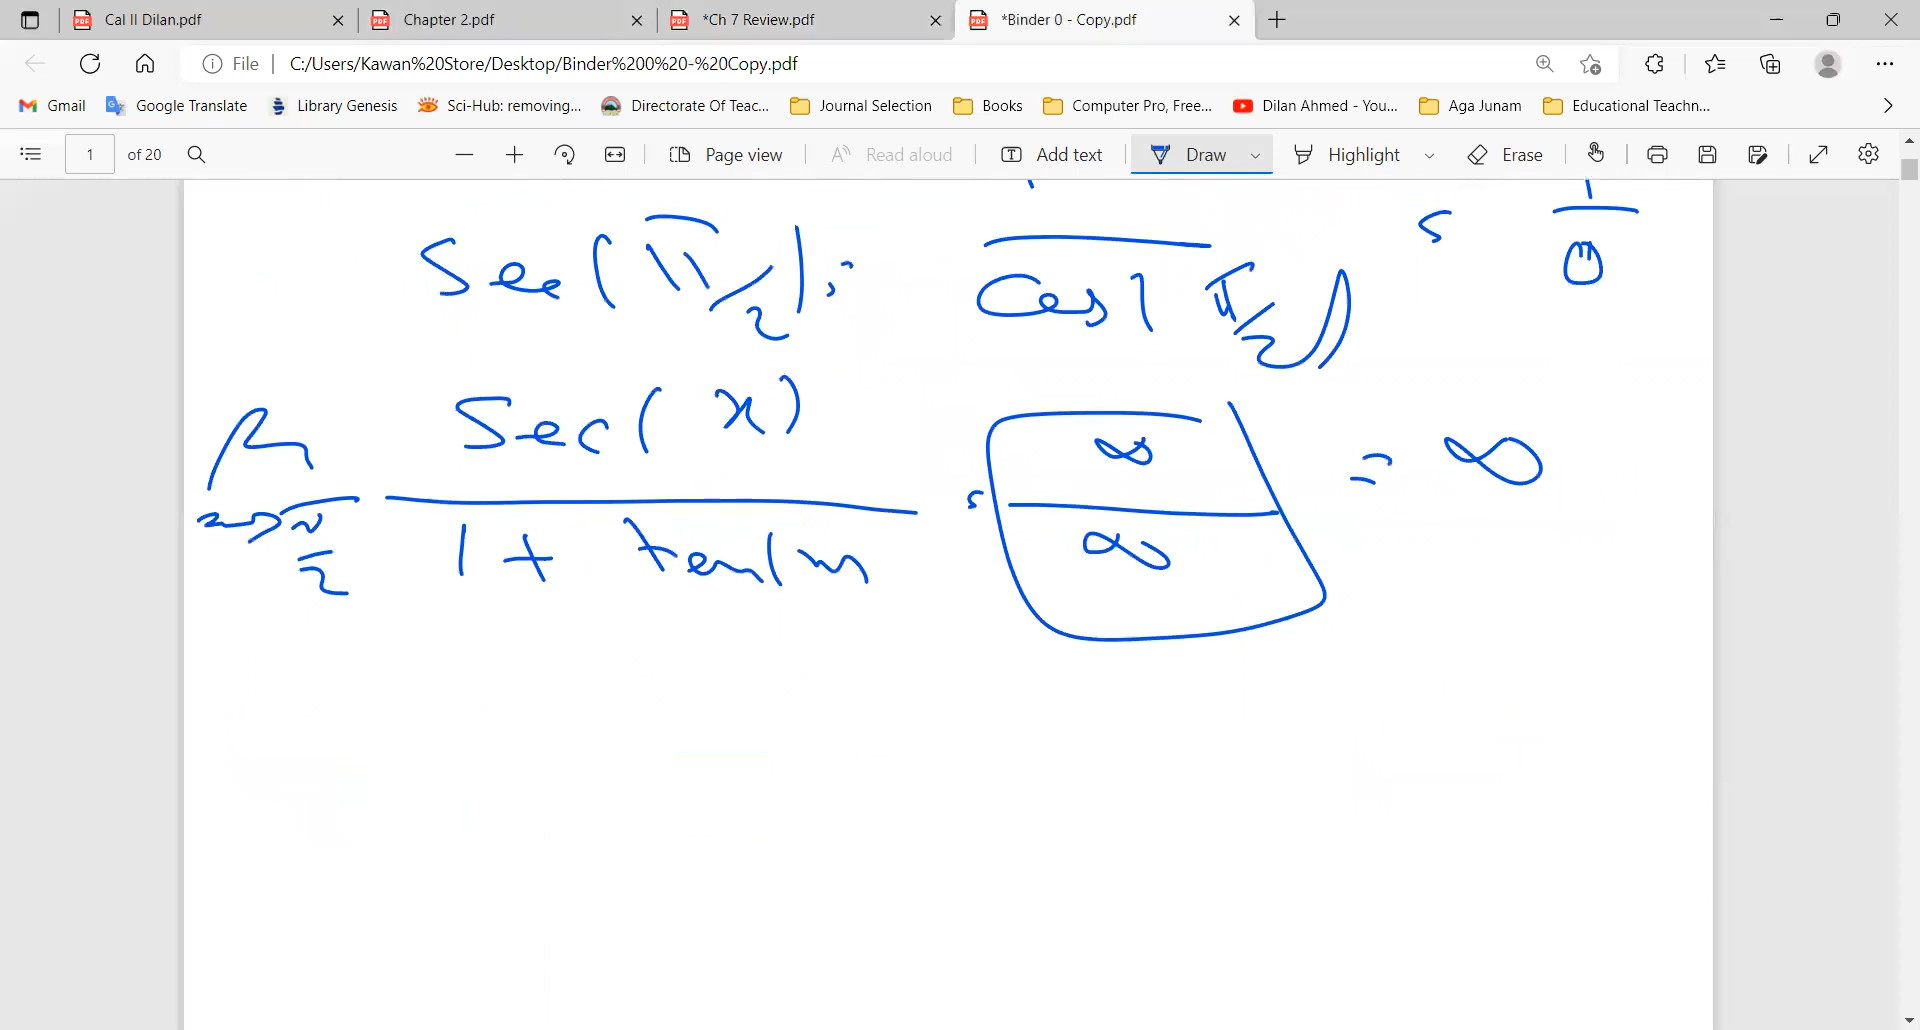 Cal II Dilan.pdf
Chapter 2.pdf
*Ch 7 Review.pdf
*Binder 0 - Copy.pdf
File
C:/Users/Kawan%20Store/Desktop/Binder%200%20-%20Copy.pdf
Gmail
Google Translate
Library Genesis
Sci-Hub: removing...
Directorate Of Teac...
Journal Selection
Books
Computer Pro, Free...
Dilan Ahmed - You...
Aga Junam
Educational Teachn...
1 of 20
Page view
Read aloud
Add text
Draw
Highlight
Erase
Sec(π/2) = 1/Cos(π/2) = 1/0
x→π/2 Sec(x) / 1 + tan(x) = ∞/∞ = ∞